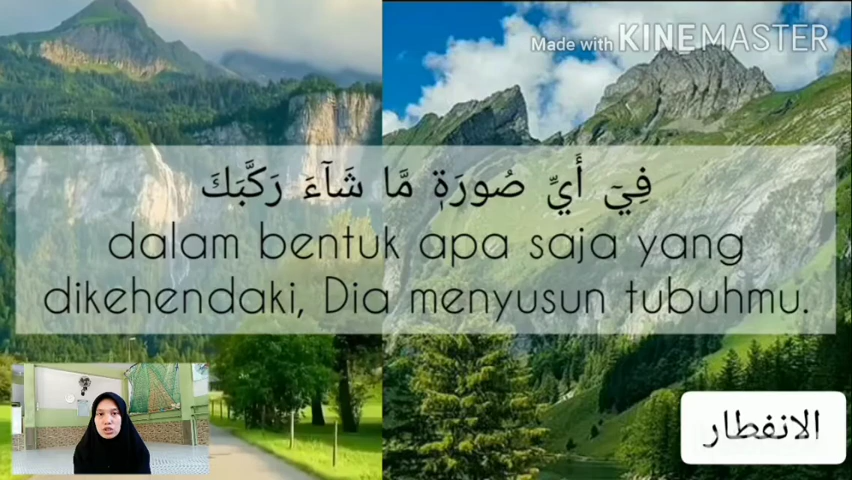 Made with KINEMASTER
فِيٓ أَيِّ صُورَةٖ مَّا شَآءَ رَكَّبَكَ
dalam bentuk apa saja yang
dikehendaki, Dia menyusun tubuhmu.
الانفطار